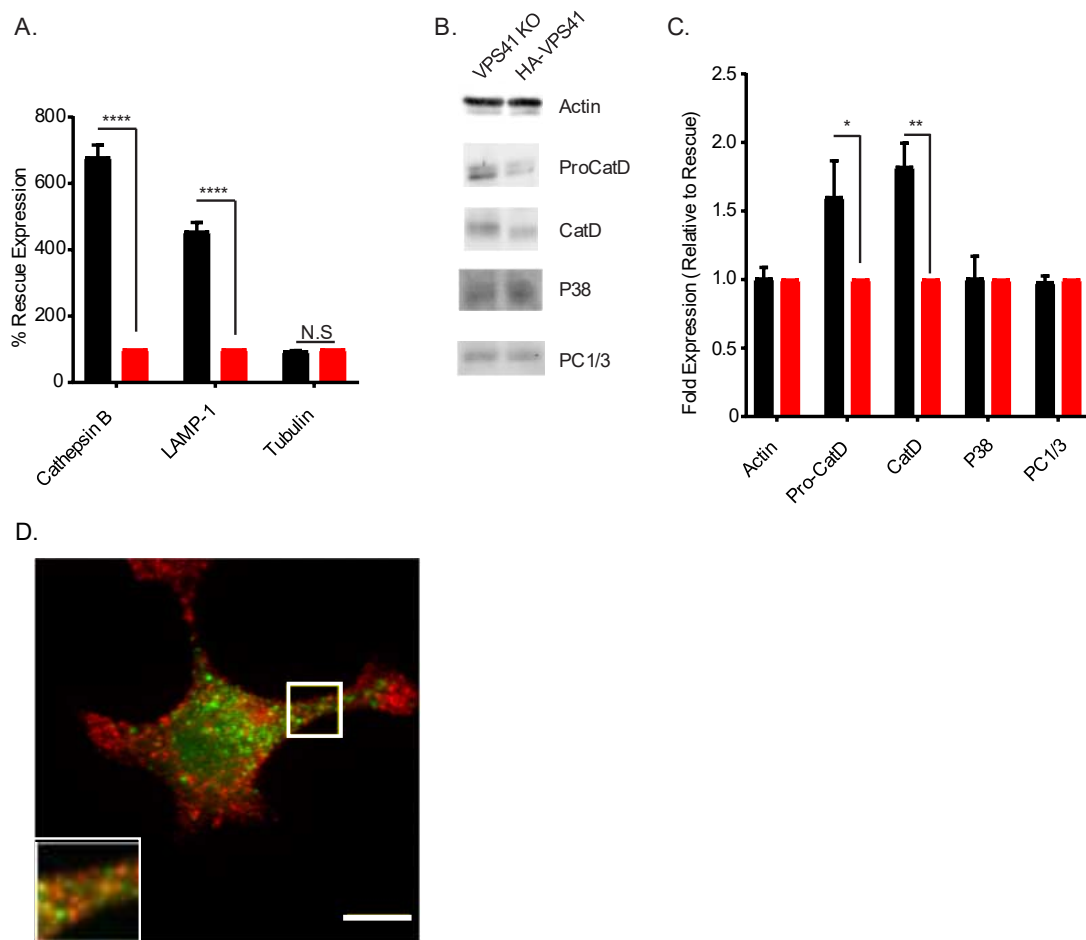 A.
% Rescue Expression
800
600
400
200
0
****
****
N.S
Cathepsin B
LAMP-1
Tubulin
B.
VPS41 KO
HA-VPS41
Actin
ProCatD
CatD
P38
PC1/3
C.
Fold Expression (Relative to Rescue)
2.5
2.0
1.5
1.0
0.5
0
*
**
Actin
Pro-CatD
CatD
P38
PC1/3
D.